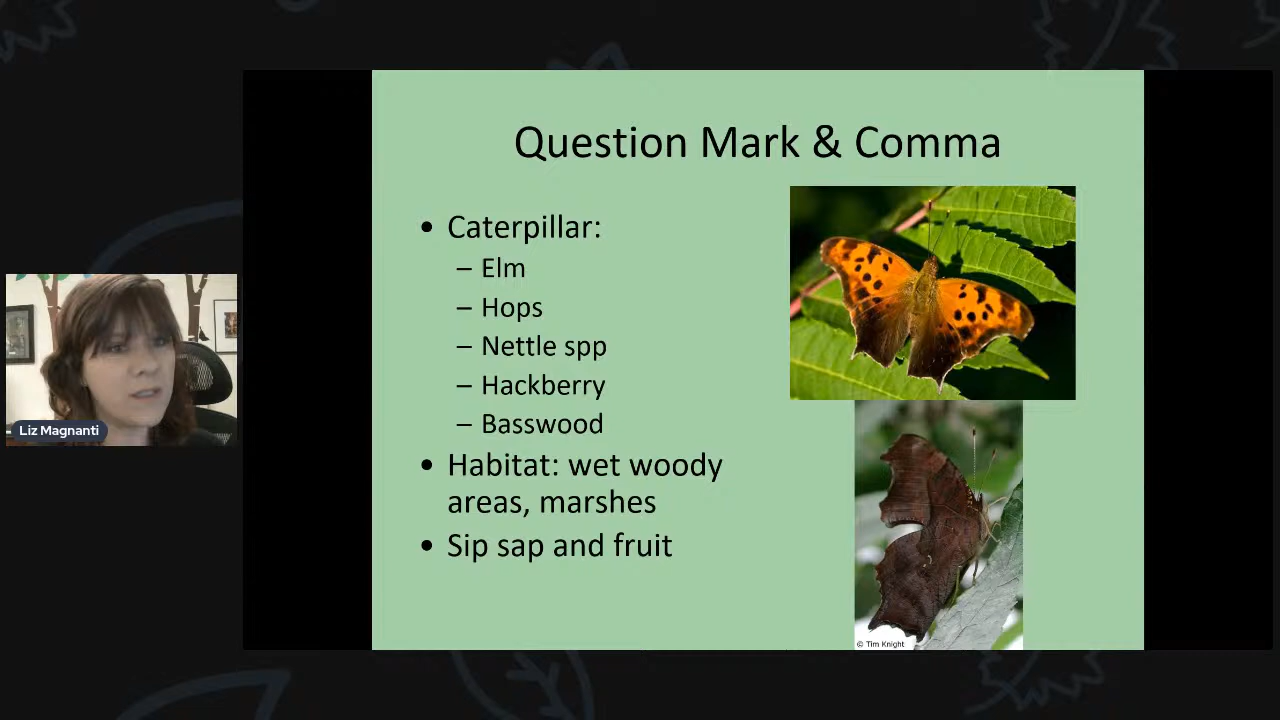 Question Mark & Comma
• Caterpillar:
– Elm
– Hops
– Nettle spp
– Hackberry
– Basswood
• Habitat: wet woody
areas, marshes
• Sip sap and fruit
Liz Magnanti
© Tim Knight